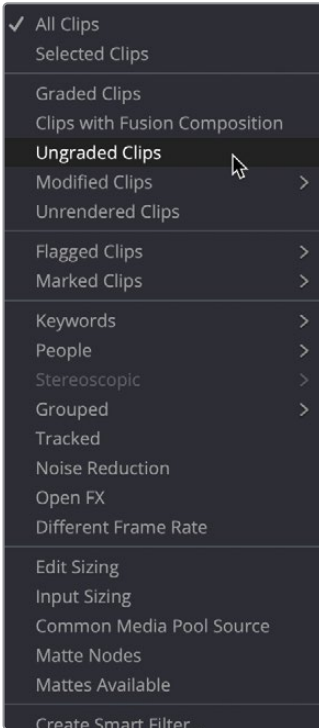 All Clips
Selected Clips
Graded Clips
Clips with Fusion Composition
Ungraded Clips
Modified Clips
Unrendered Clips
Flagged Clips
Marked Clips
Keywords
People
Stereoscopic
Grouped
Tracked
Noise Reduction
Open FX
Different Frame Rate
Edit Sizing
Input Sizing
Common Media Pool Source
Matte Nodes
Mattes Available
Create Smart Filter